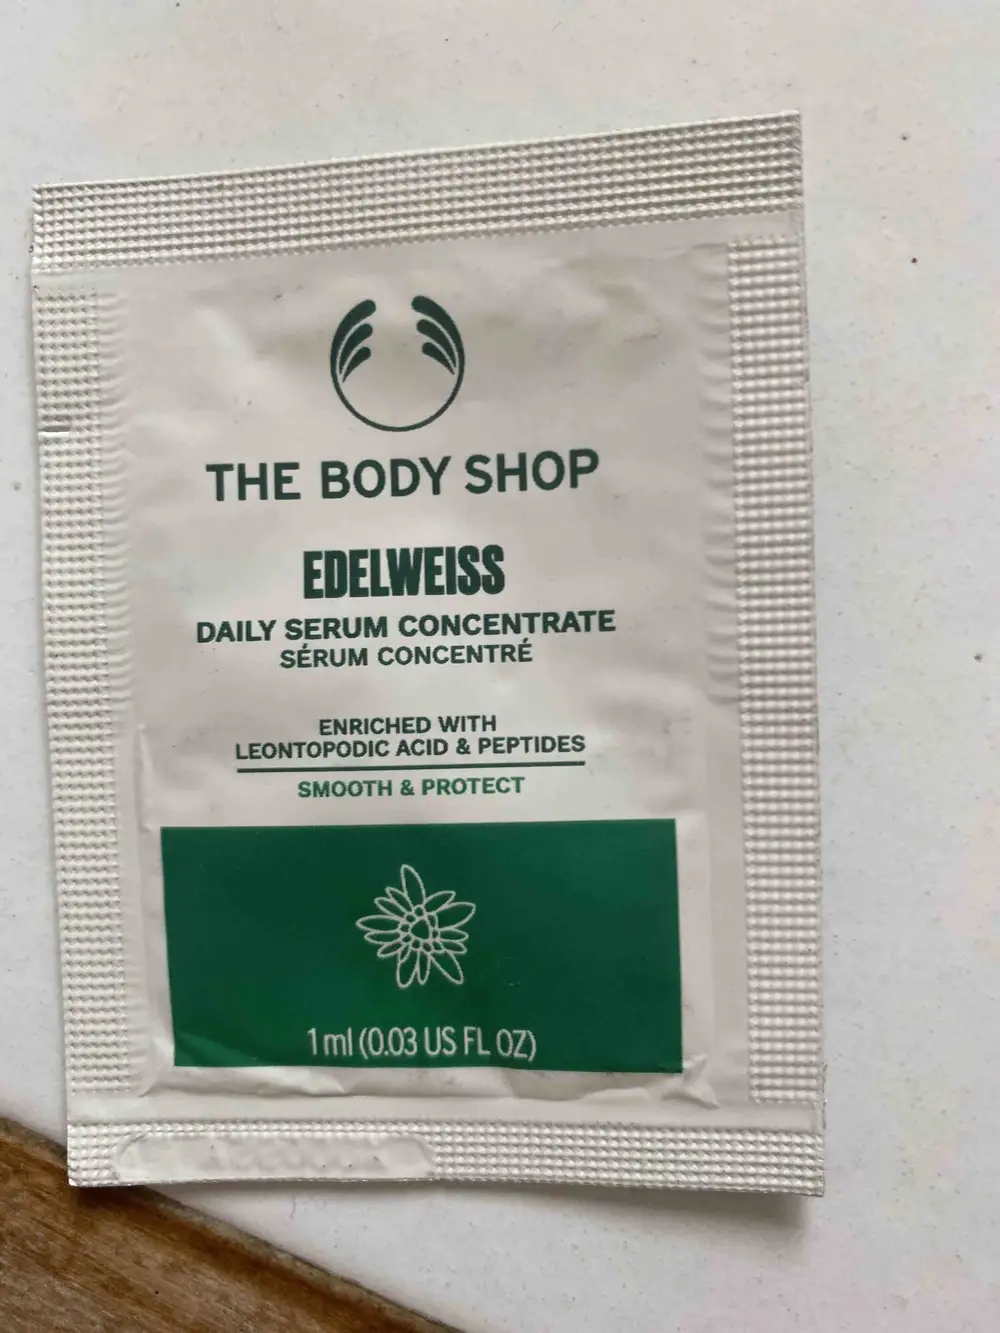 THE BODY SHOP
EDELWEISS
DAILY SERUM CONCENTRATE
SÉRUM CONCENTRÉ
ENRICHED WITH
LEONTOPODIC ACID & PEPTIDES
SMOOTH & PROTECT
1 ml (0.03 US FL OZ)